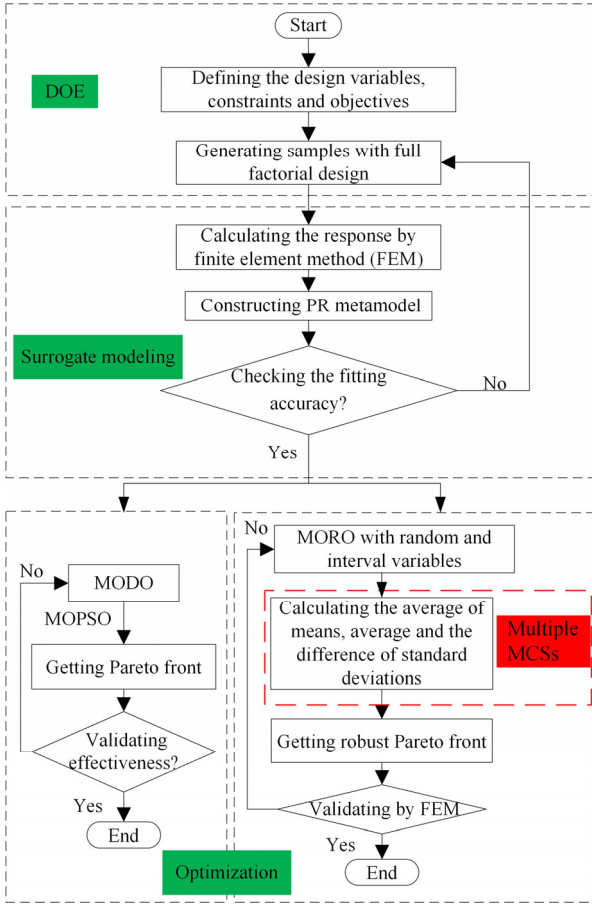 Start
DOE
Defining the design variables,
constraints and objectives
Generating samples with full
factorial design
Calculating the response by
finite element method (FEM)
Constructing PR metamodel
Surrogate modeling
Checking the fitting
accuracy?
No
Yes
No
MODO
MOPSO
Getting Pareto front
Validating
effectiveness?
Yes
End
No
MORO with random and
interval variables
Calculating the average of
means, average and the
difference of standard
deviations
Multiple
MCSs
Getting robust Pareto front
Validating by FEM
Yes
End
Optimization